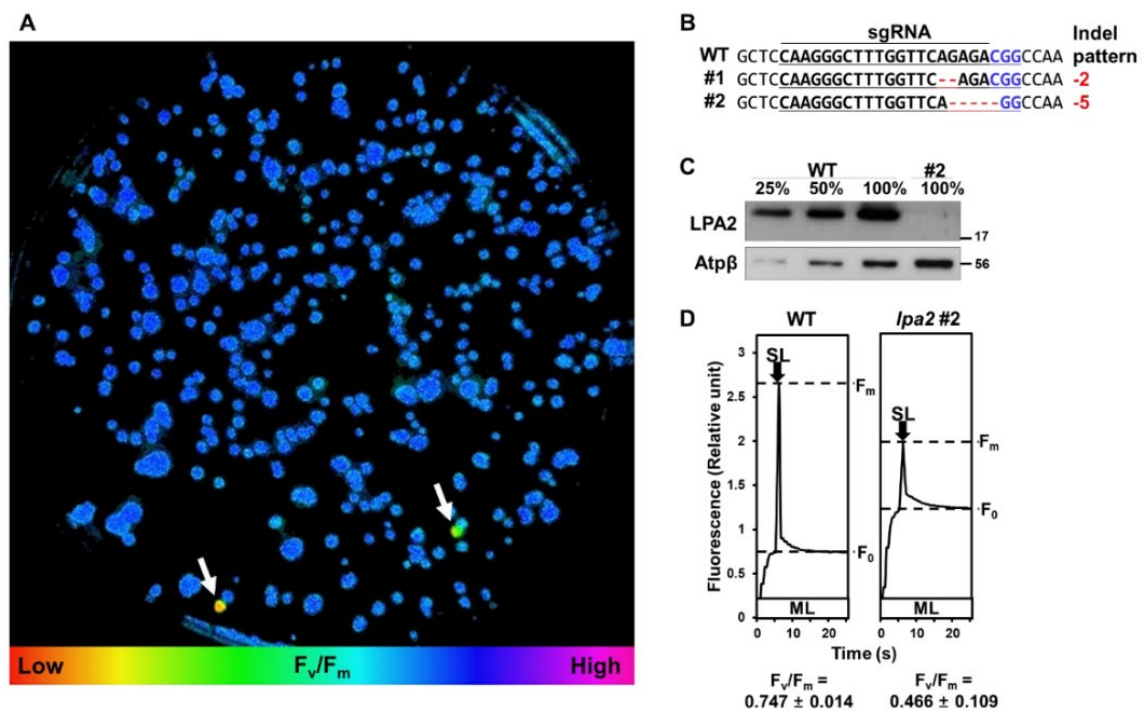 A
Low Fv/Fm High
B
sgRNA
Indel
pattern
WT GCTCCAAGGGCTTTGGTTCAGAGACGGCCAA
#1 GCTCCAAGGGCTTTGGTTC--AGACGGCCAA -2
#2 GCTCCAAGGGCTTTGGTTCA-----GGCCAA -5
C
WT #2
25% 50% 100% 100%
LPA2
17
Atpβ
56
D
WT lpa2 #2
Fluorescence (Relative unit)
3
2.5
2
1.5
1
0.5
0
SL
Fm
F0
ML
0 10 20
SL
Fm
F0
ML
0 10 20
Time (s)
Fv/Fm =
0.747 ± 0.014
Fv/Fm =
0.466 ± 0.109